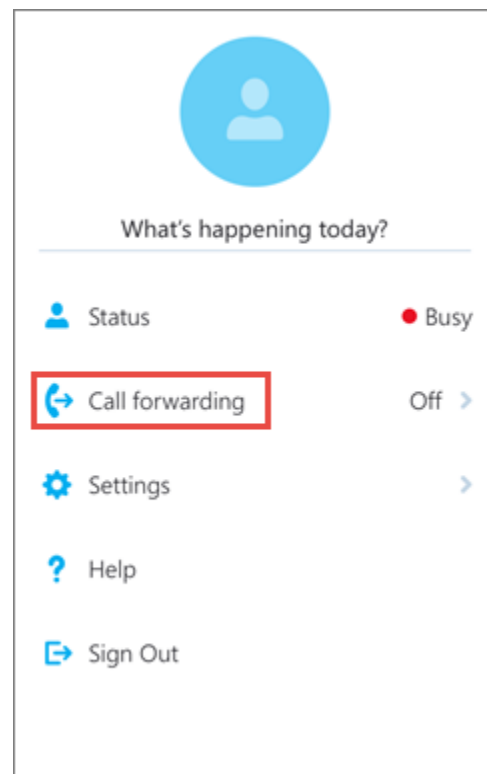 What's happening today?
Status Busy
Call forwarding Off
Settings
Help
Sign Out